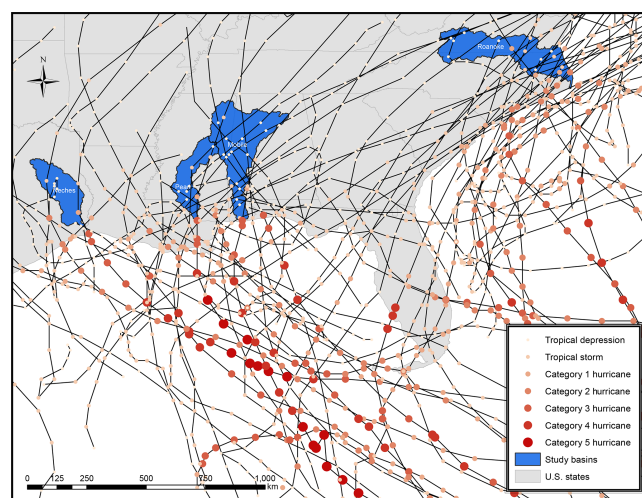 Roanoke
Mobile
Neches
Pearl
Tropical depression
Tropical storm
Category 1 hurricane
Category 2 hurricane
Category 3 hurricane
Category 4 hurricane
Category 5 hurricane
Study basins
U.S. states
0 125 250 500 750 1,000
km